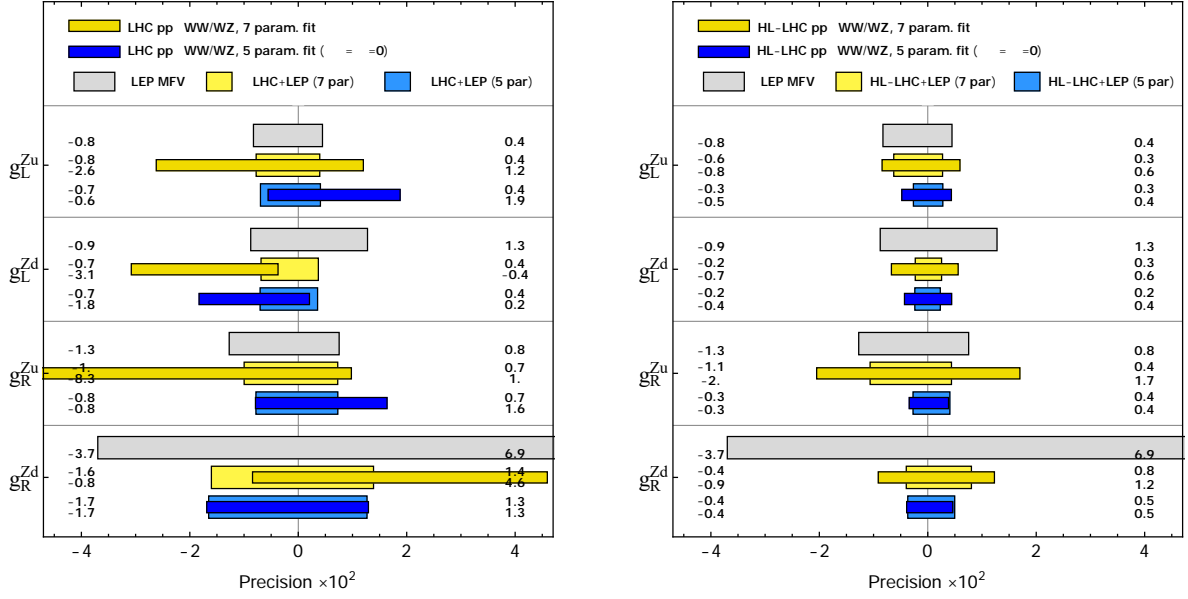 LHC pp WW/WZ, 7 param. fit
LHC pp WW/WZ, 5 param. fit ( = =0)
LEP MFV LHC+LEP (7 par) LHC+LEP (5 par)
g_L^Zu
-0.8 0.4
-0.8 0.4
-2.6 1.2
-0.7 0.4
-0.6 1.9
g_L^Zd
-0.9 1.3
-0.7 0.4
-3.1 -0.4
-0.7 0.4
-1.8 0.2
g_R^Zu
-1.3 0.8
-1. 0.7
-8.3 1.
-0.8 0.7
-0.8 1.6
g_R^Zd
-3.7 6.9
-1.6 1.4
-0.8 4.6
-1.7 1.3
-1.7 1.3
-4 -2 0 2 4
Precision ×10²
HL-LHC pp WW/WZ, 7 param. fit
HL-LHC pp WW/WZ, 5 param. fit ( = =0)
LEP MFV HL-LHC+LEP (7 par) HL-LHC+LEP (5 par)
g_L^Zu
-0.8 0.4
-0.6 0.3
-0.8 0.6
-0.3 0.3
-0.5 0.4
g_L^Zd
-0.9 1.3
-0.2 0.3
-0.7 0.6
-0.2 0.2
-0.4 0.4
g_R^Zu
-1.3 0.8
-1.1 0.4
-2. 1.7
-0.3 0.4
-0.3 0.4
g_R^Zd
-3.7 6.9
-0.4 0.8
-0.9 1.2
-0.4 0.5
-0.4 0.5
-4 -2 0 2 4
Precision ×10²